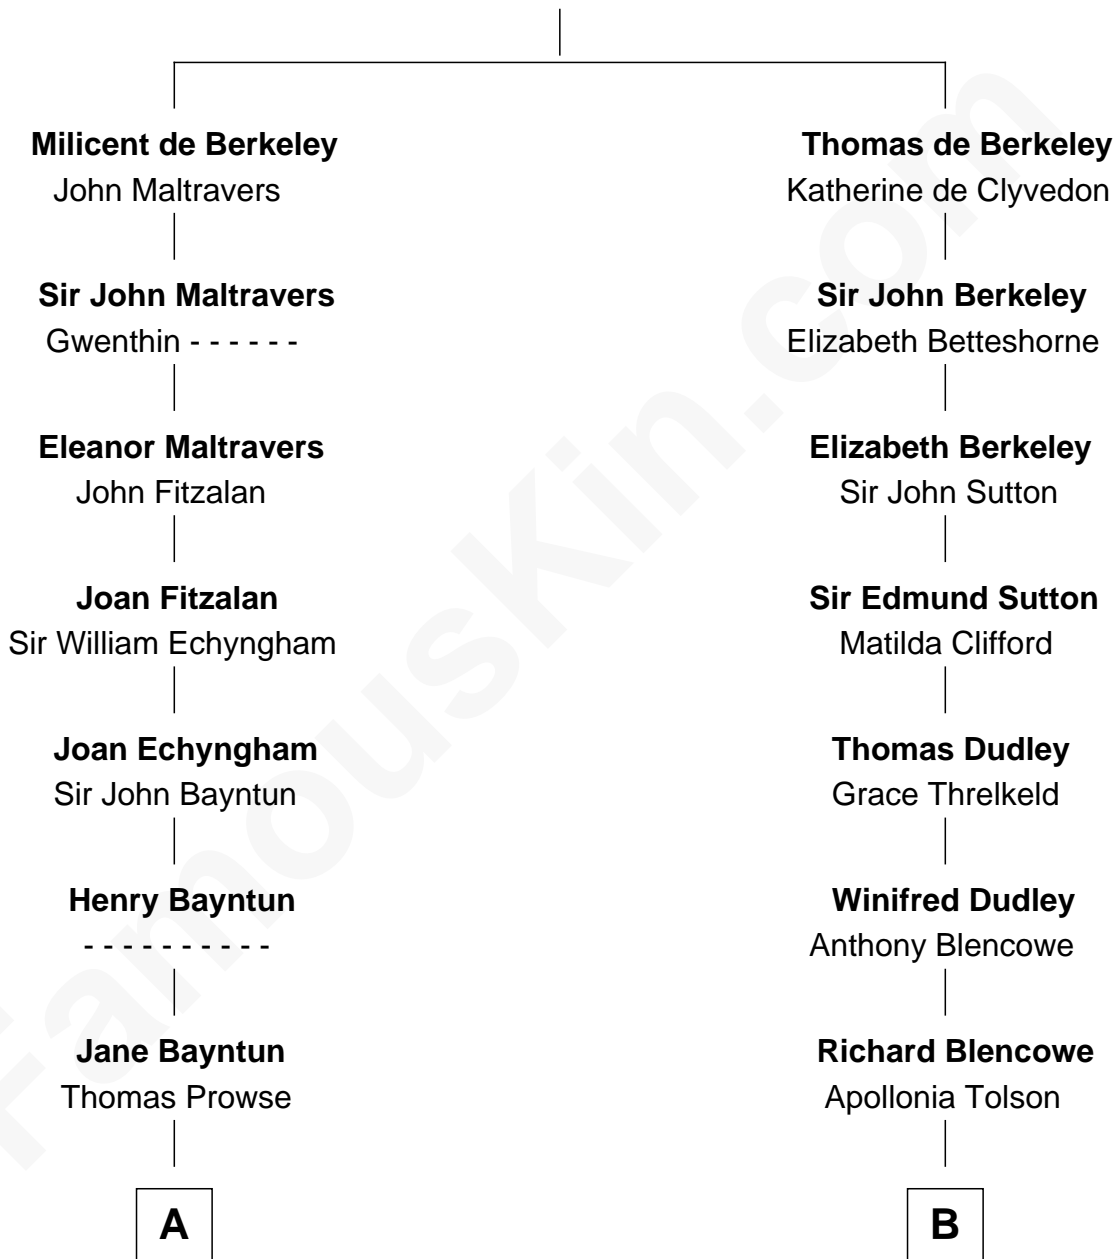 Milicent de Berkeley
John Maltravers
Sir John Maltravers
Gwenthin - - - - - -
Eleanor Maltravers
John Fitzalan
Joan Fitzalan
Sir William Echyngham
Joan Echyngham
Sir John Bayntun
Henry Bayntun
- - - - - - - - - -
Jane Bayntun
Thomas Prowse
A
Thomas de Berkeley
Katherine de Clyvedon
Sir John Berkeley
Elizabeth Betteshorne
Elizabeth Berkeley
Sir John Sutton
Sir Edmund Sutton
Matilda Clifford
Thomas Dudley
Grace Threlkeld
Winifred Dudley
Anthony Blencowe
Richard Blencowe
Apollonia Tolson
B
FamousKin.com